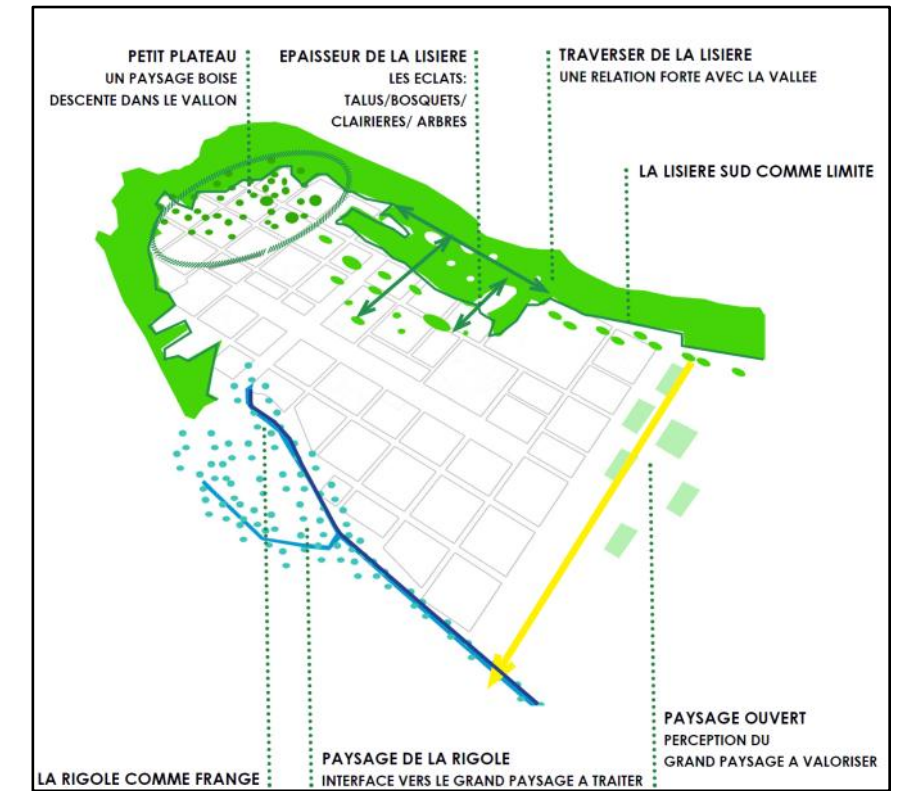 PETIT PLATEAU
UN PAYSAGE BOISE
DESCENTE DANS LE VALLON
EPAISSEUR DE LA LISIERE
LES ECLATS:
TALUS/BOSQUETS/
CLAIRIERES/ ARBRES
TRAVERSER DE LA LISIERE
UNE RELATION FORTE AVEC LA VALLEE
LA LISIERE SUD COMME LIMITE
PAYSAGE OUVERT
PERCEPTION DU
GRAND PAYSAGE A VALORISER
PAYSAGE DE LA RIGOLE
INTERFACE VERS LE GRAND PAYSAGE A TRAITER
LA RIGOLE COMME FRANGE